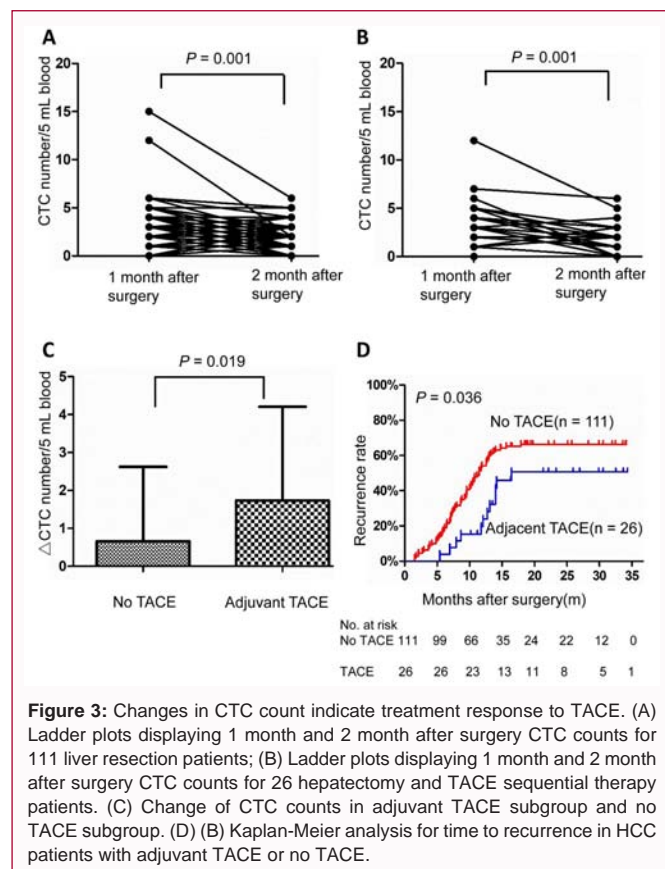 A
P = 0.001
CTC number/5 mL blood
20
15
10
5
0
1 month after
surgery
2 month after
surgery
B
P = 0.001
CTC number/5 mL blood
20
15
10
5
0
1 month after
surgery
2 month after
surgery
C
P = 0.019
△CTC number/5 mL blood
5
4
3
2
1
0
No TACE
Adjuvant TACE
D
P = 0.036
Recurrence rate
100%
80%
60%
40%
20%
0%
No TACE(n = 111)
Adjacent TACE(n = 26)
0 5 10 15 20 25 30 35
Months after surgery(m)
No. at risk
No TACE 111 99 66 35 24 22 12 0
TACE 26 26 23 13 11 8 5 1
Figure 3: Changes in CTC count indicate treatment response to TACE. (A)
Ladder plots displaying 1 month and 2 month after surgery CTC counts for
111 liver resection patients; (B) Ladder plots displaying 1 month and 2 month
after surgery CTC counts for 26 hepatectomy and TACE sequential therapy
patients. (C) Change of CTC counts in adjuvant TACE subgroup and no
TACE subgroup. (D) (B) Kaplan-Meier analysis for time to recurrence in HCC
patients with adjuvant TACE or no TACE.